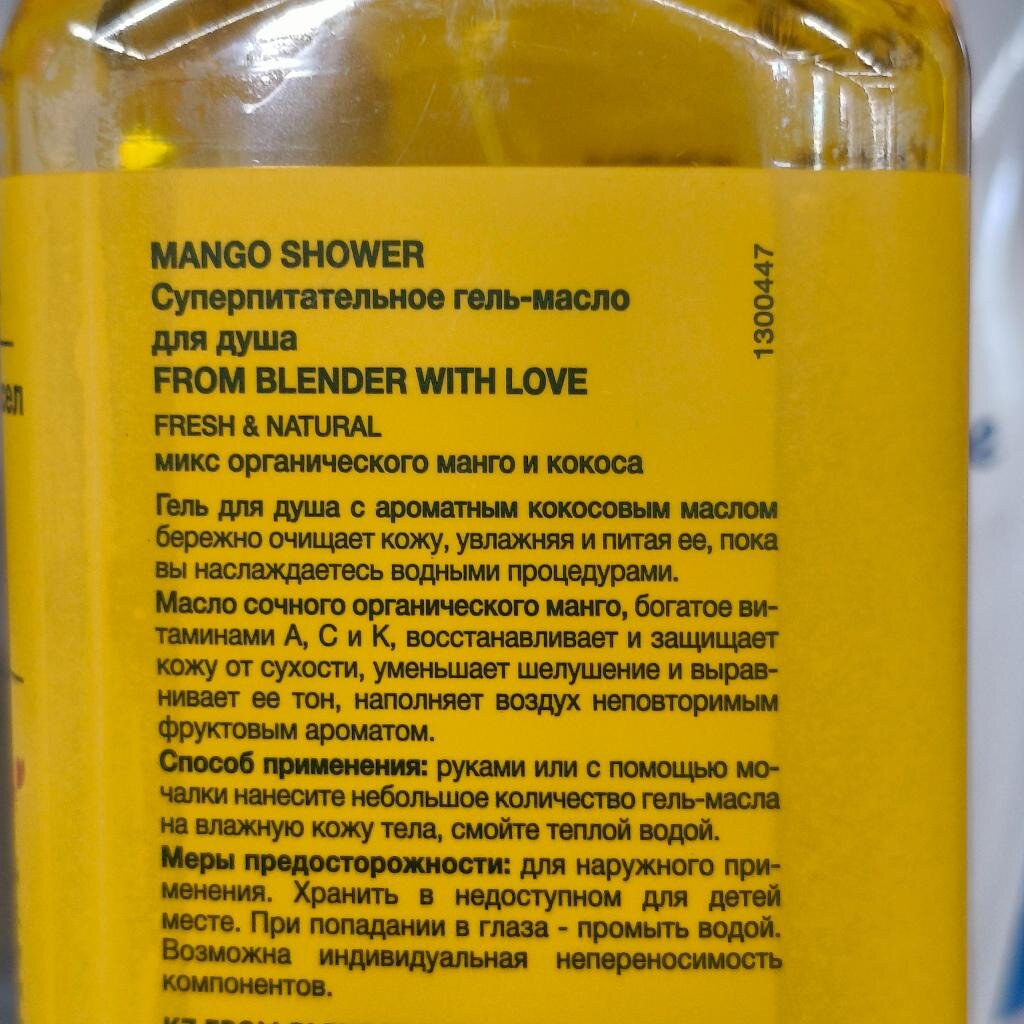 MANGO SHOWER
Суперпитательное гель-масло
для душа
FROM BLENDER WITH LOVE
FRESH & NATURAL
микс органического манго и кокоса
Гель для душа с ароматным кокосовым маслом
бережно очищает кожу, увлажняя и питая ее, пока
вы наслаждаетесь водными процедурами.
Масло сочного органического манго, богатое ви-
таминами А, С и К, восстанавливает и защищает
кожу от сухости, уменьшает шелушение и вырав-
нивает ее тон, наполняет воздух неповторимым
фруктовым ароматом.
Способ применения: руками или с помощью мо-
чалки нанесите небольшое количество гель-масла
на влажную кожу тела, смойте теплой водой.
Меры предосторожности: для наружного при-
менения. Хранить в недоступном для детей
месте. При попадании в глаза - промыть водой.
Возможна индивидуальная непереносимость
компонентов.
1300447